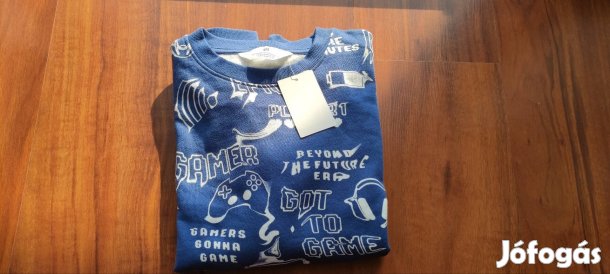 GAMER
BEYOND
THE FUTURE
ERA
GOT
TO
GAME
GAMERS
GONNA
GAME
Jófogás